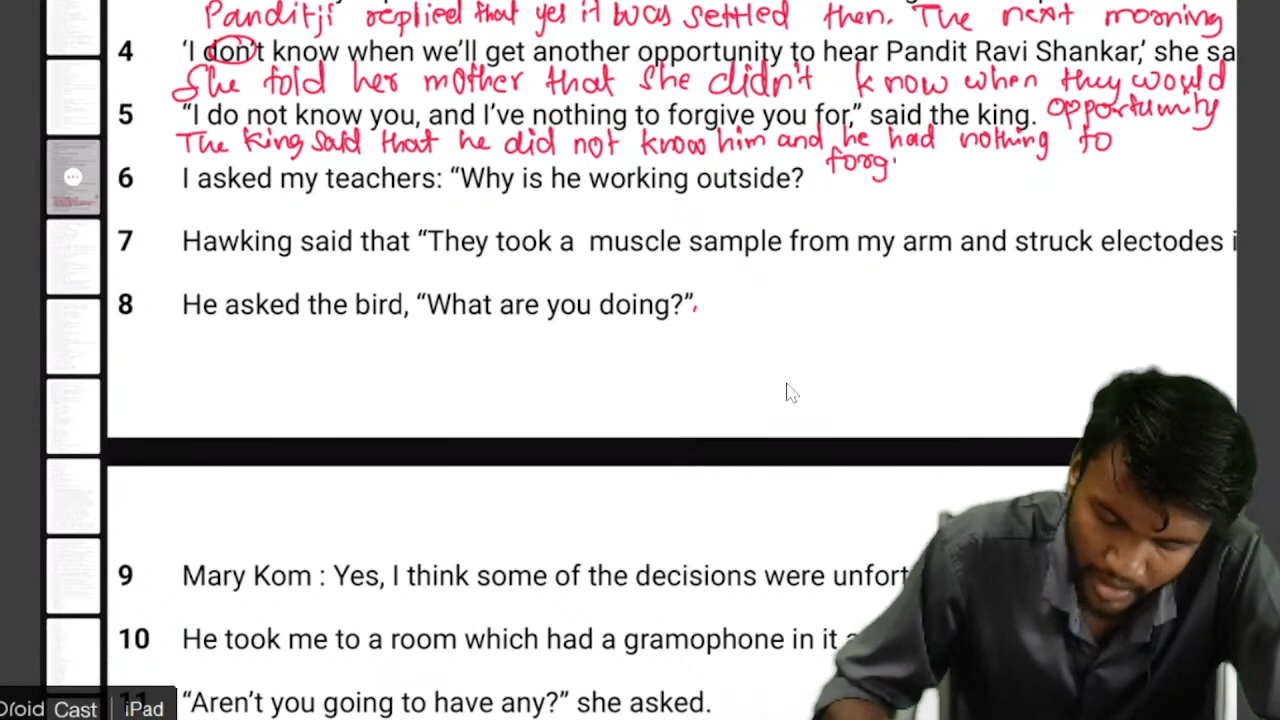 Panditji replied that yes it was settled then. The next morning
4 'I don't know when we'll get another opportunity to hear Pandit Ravi Shankar,' she sa
She told her mother that she didn't know when they would
opportunity
5 "I do not know you, and I've nothing to forgive you for," said the king.
The King said that he did not know him and he had nothing to
forg
6 I asked my teachers: "Why is he working outside?
7 Hawking said that "They took a muscle sample from my arm and struck electodes i
8 He asked the bird, "What are you doing?"
9 Mary Kom : Yes, I think some of the decisions were unfort
10 He took me to a room which had a gramophone in it
11 "Aren't you going to have any?" she asked.
Droid Cast iPad